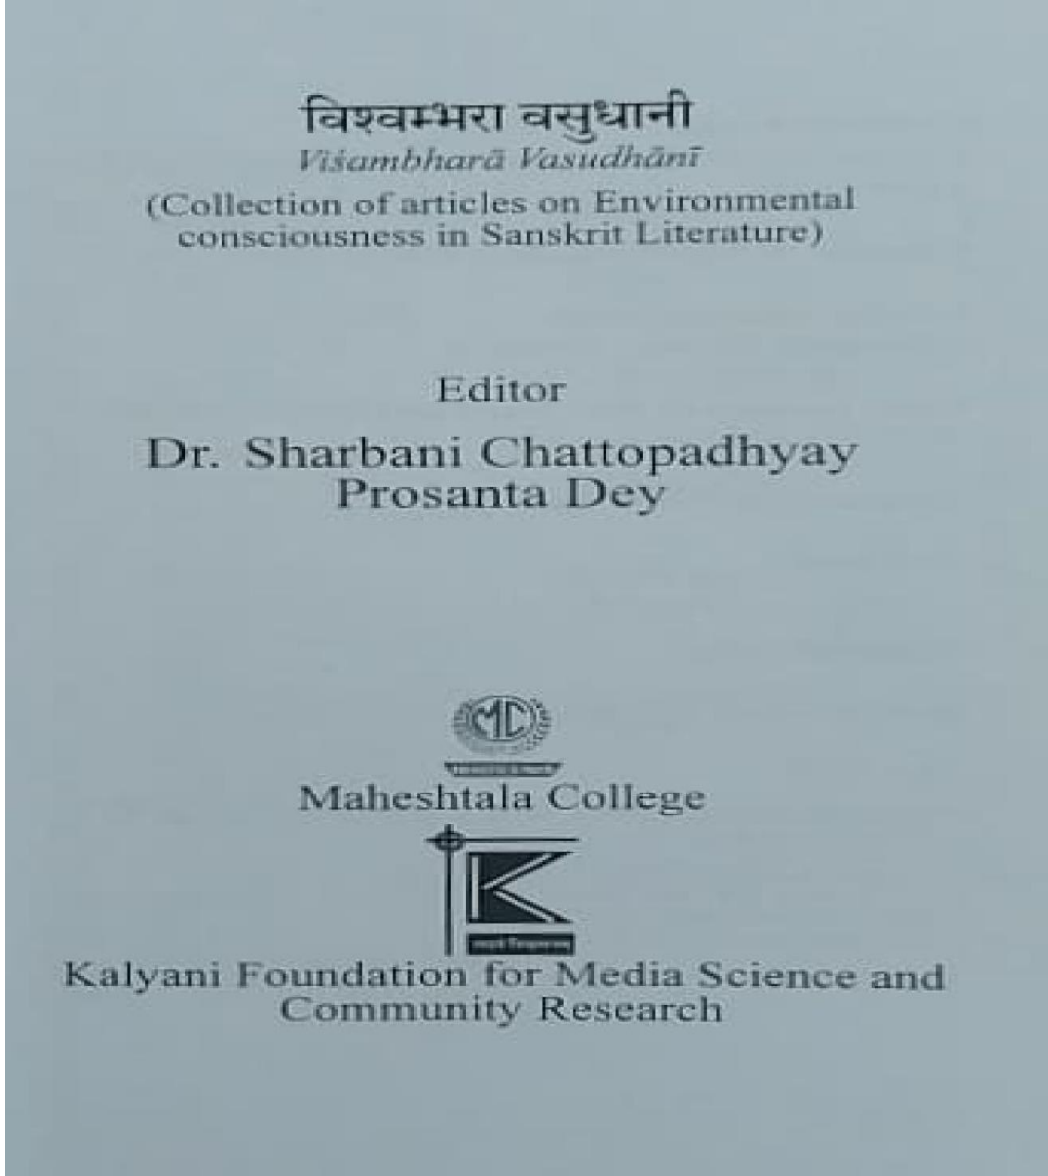 विश्वम्भरा वसुधानी
Viśambharā Vasudhānī
(Collection of articles on Environmental
consciousness in Sanskrit Literature)
Editor
Dr. Sharbani Chattopadhyay
Prosanta Dey
MC
Maheshtala College
K
Kalyani Foundation for Media Science and
Community Research